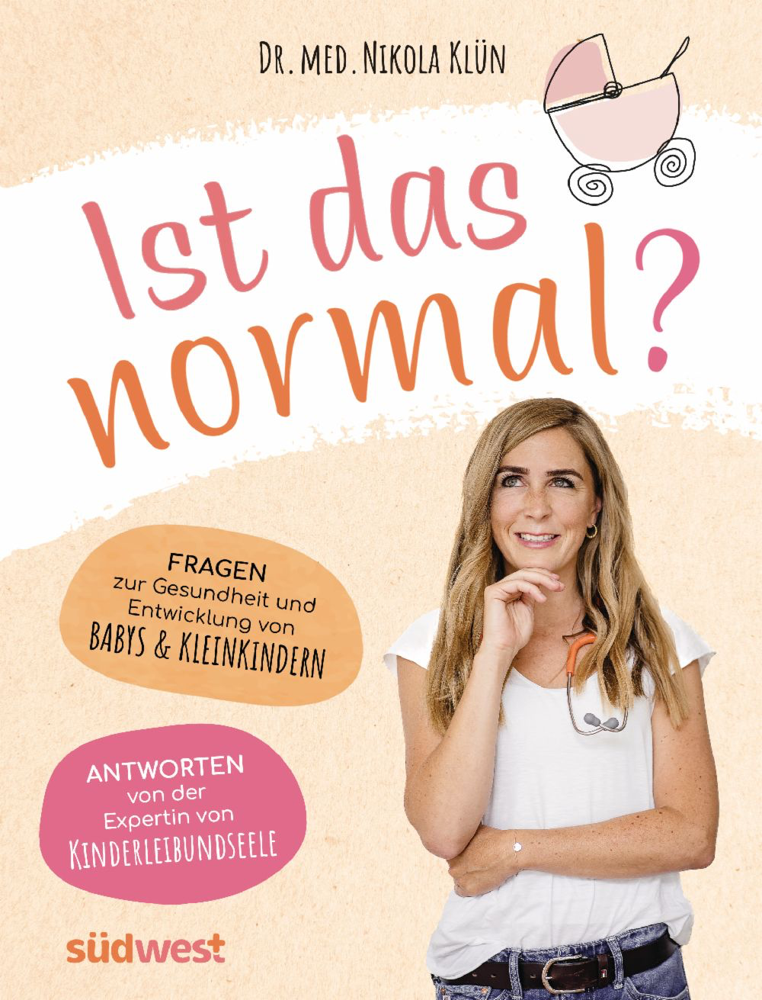 Dr. med. Nikola Klün
Ist das
normal?
FRAGEN
zur Gesundheit und
Entwicklung von
BABYS & KLEINKINDERN
ANTWORTEN
von der
Expertin von
KINDERLEIBUNDSEELE
südwest